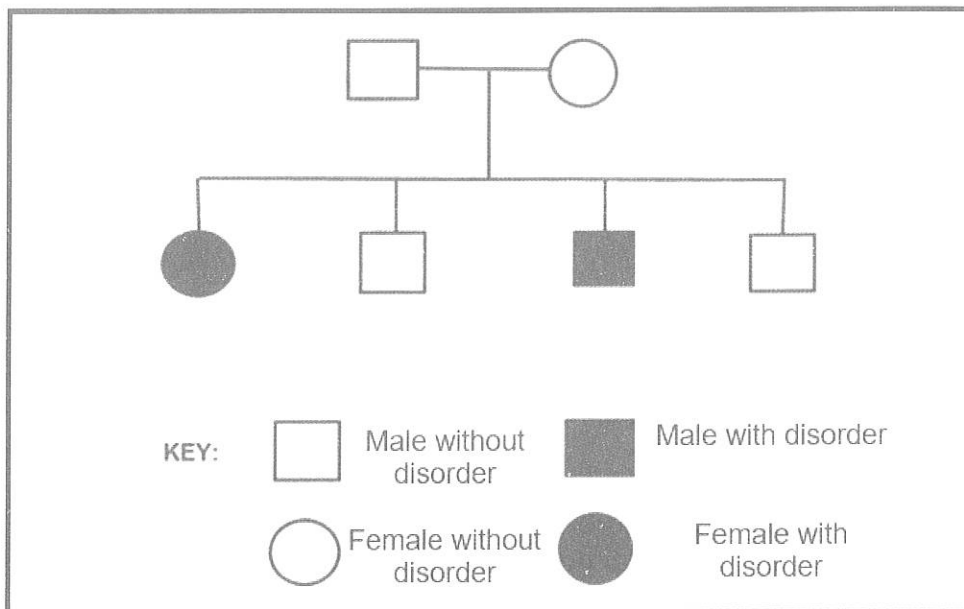 KEY:
Male without
disorder
Male with disorder
Female without
disorder
Female with
disorder